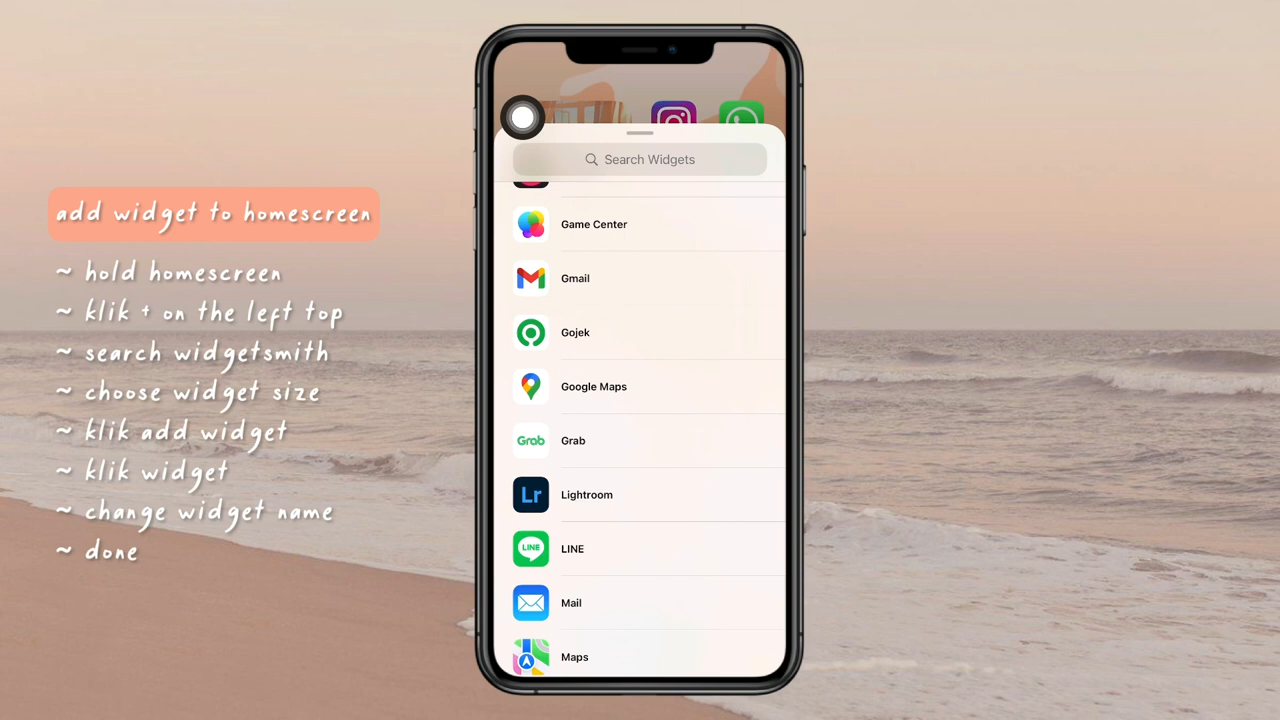 add widget to homescreen
~ hold homescreen
~ klik + on the left top
~ search widgetsmith
~ choose widget size
~ klik add widget
~ klik widget
~ change widget name
~ done
Search Widgets
Game Center
Gmail
Gojek
Google Maps
Grab
Grab
Lr
Lightroom
LINE
LINE
Mail
Maps